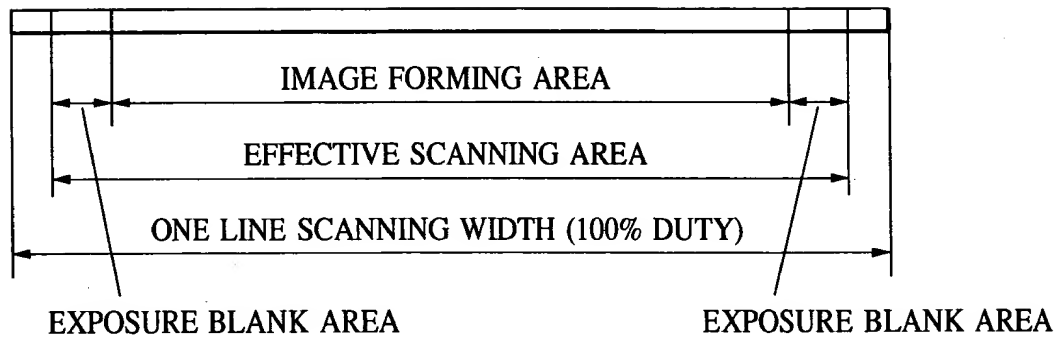 IMAGE FORMING AREA
EFFECTIVE SCANNING AREA
ONE LINE SCANNING WIDTH (100% DUTY)
EXPOSURE BLANK AREA
EXPOSURE BLANK AREA